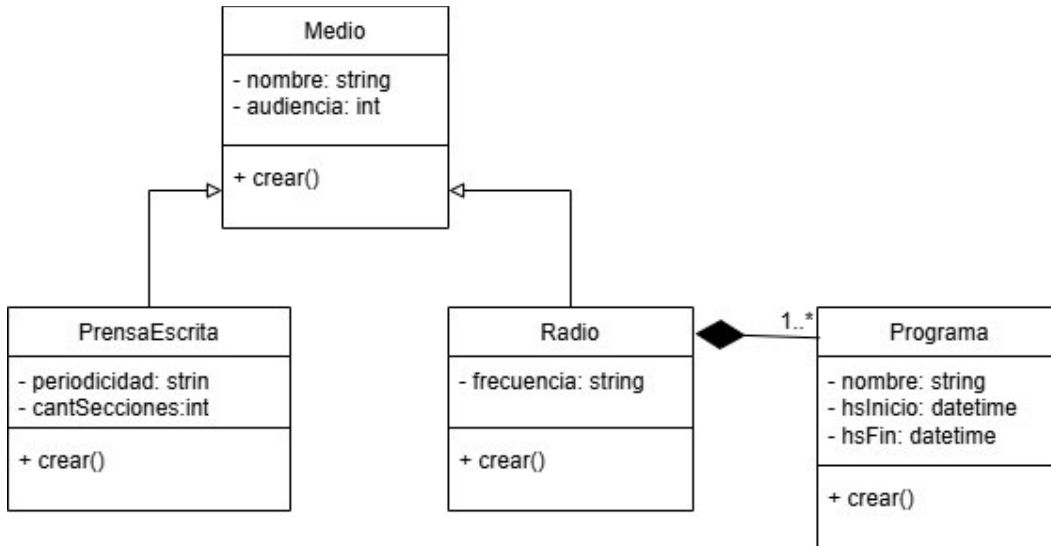 Medio
- nombre: string
- audiencia: int
+ crear()
PrensaEscrita
- periodicidad: strin
- cantSecciones:int
+ crear()
Radio
- frecuencia: string
+ crear()
1..*
Programa
- nombre: string
- hsInicio: datetime
- hsFin: datetime
+ crear()